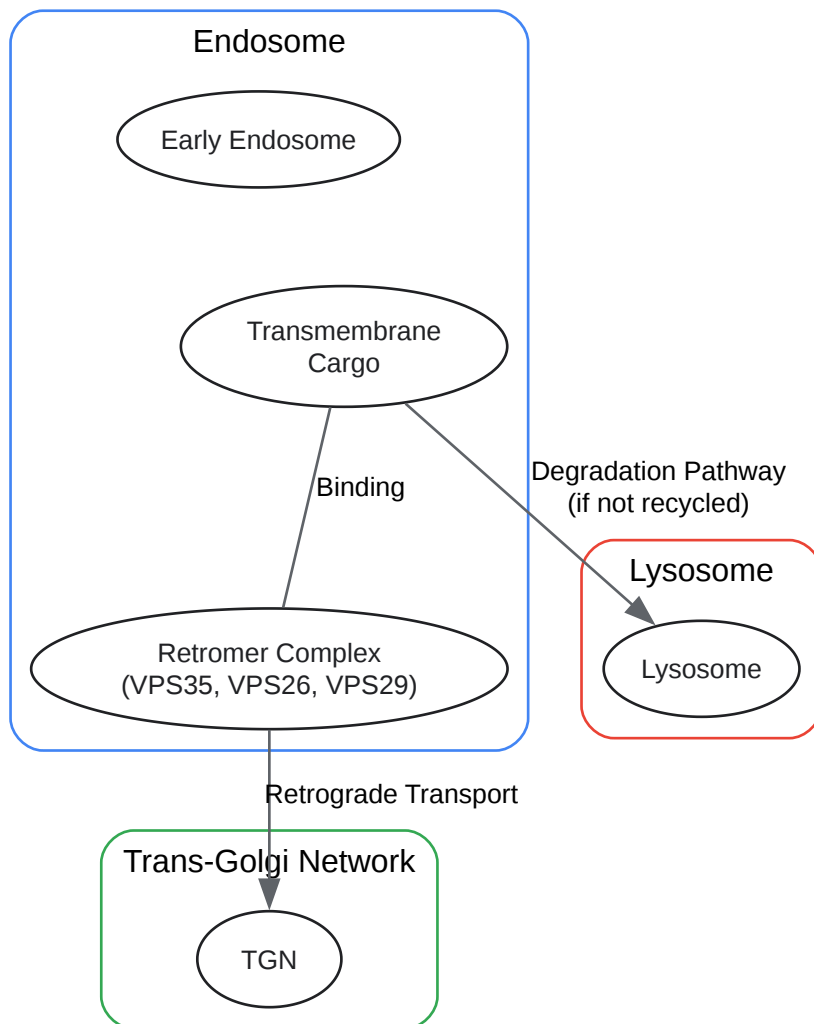 Endosome
Early Endosome
Transmembrane
Cargo
Binding
Degradation Pathway
(if not recycled)
Lysosome
Lysosome
Retromer Complex
(VPS35, VPS26, VPS29)
Retrograde Transport
Trans-Golgi Network
TGN